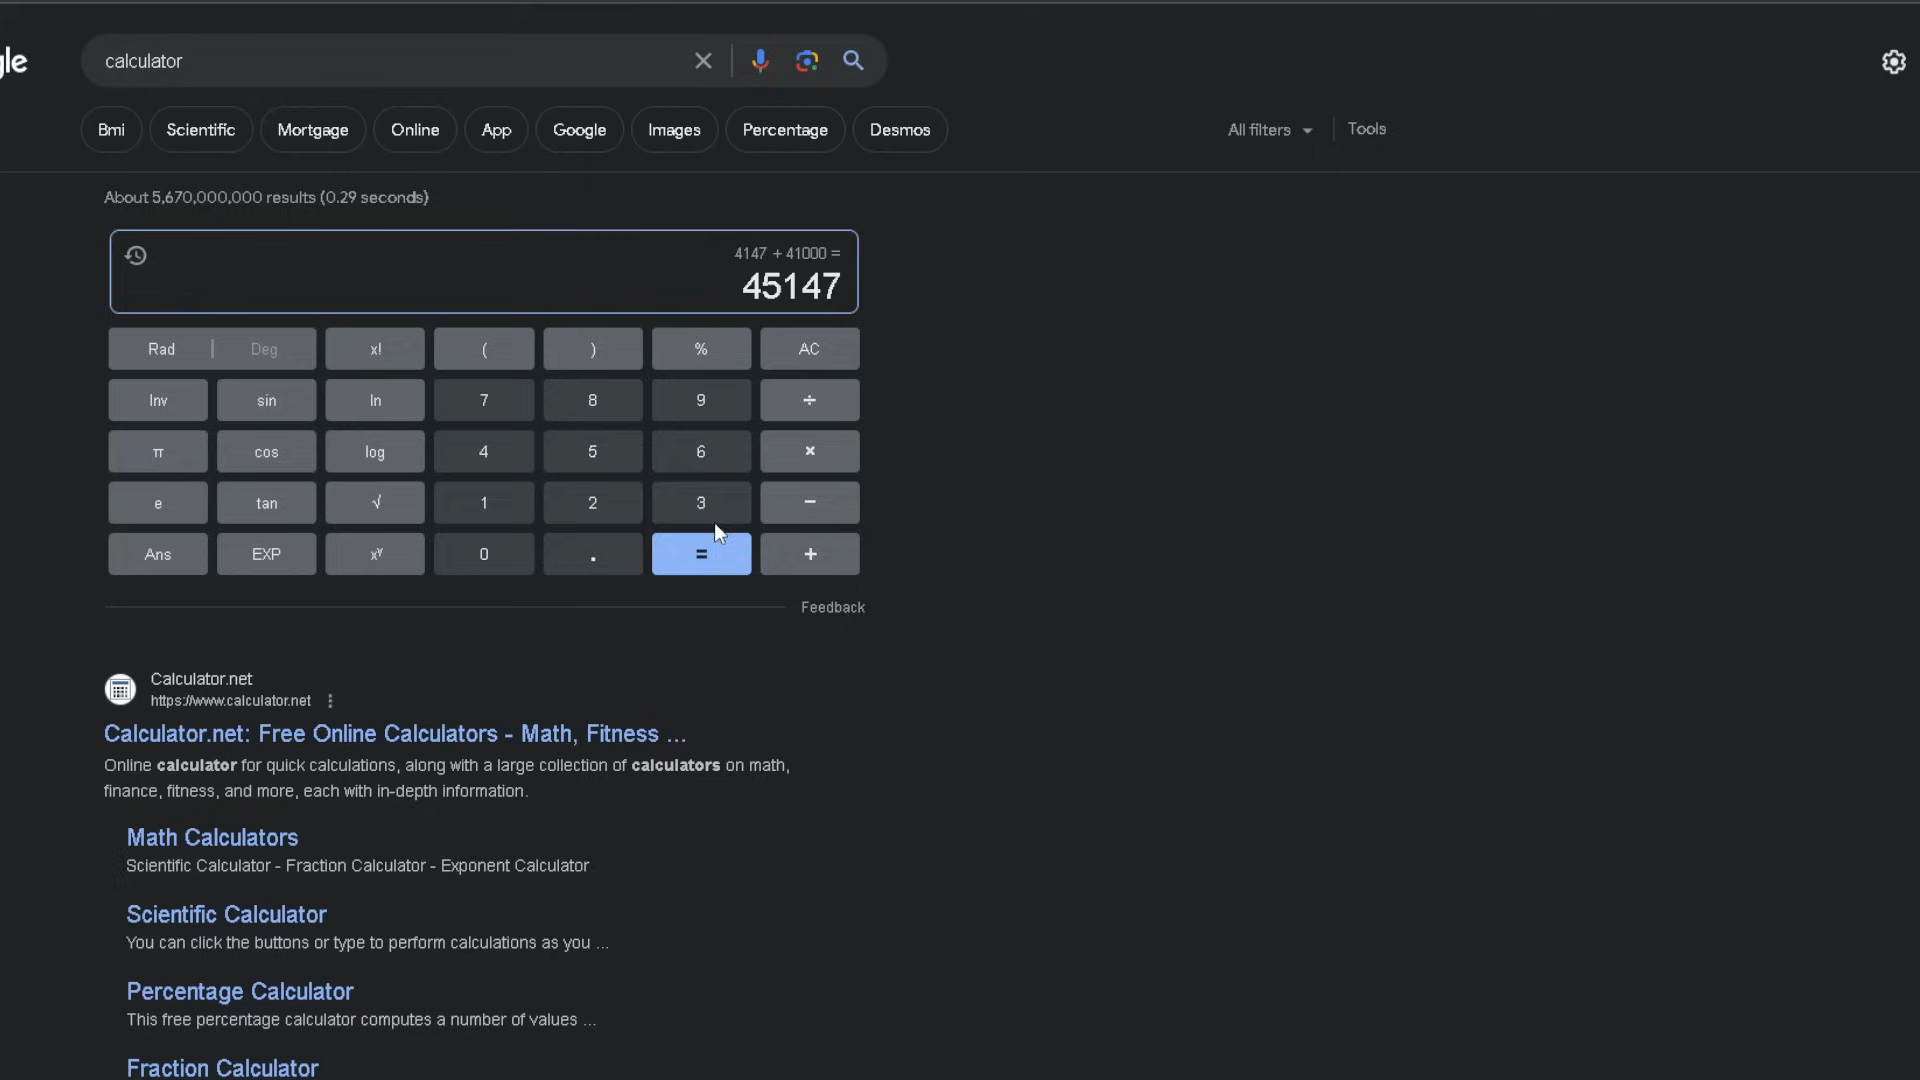 gle
calculator
Bmi Scientific Mortgage Online App Google Images Percentage Desmos All filters Tools
About 5,670,000,000 results (0.29 seconds)
4147 + 41000 =
45147
Rad | Deg x! ( ) % AC
Inv sin ln 7 8 9 ÷
π cos log 4 5 6 ×
e tan √ 1 2 3 −
Ans EXP xʸ 0 . = +
Feedback
Calculator.net
https://www.calculator.net
Calculator.net: Free Online Calculators - Math, Fitness ...
Online calculator for quick calculations, along with a large collection of calculators on math,
finance, fitness, and more, each with in-depth information.
Math Calculators
Scientific Calculator - Fraction Calculator - Exponent Calculator
Scientific Calculator
You can click the buttons or type to perform calculations as you ...
Percentage Calculator
This free percentage calculator computes a number of values ...
Fraction Calculator